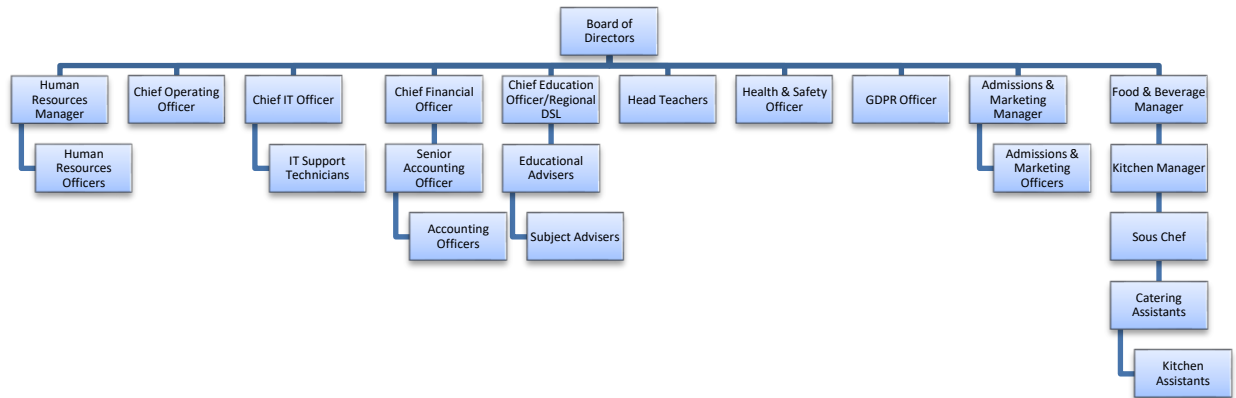 Board of
Directors
Human
Resources
Manager
Chief Operating
Officer
Chief IT Officer
Chief Financial
Officer
Chief Education
Officer/Regional
DSL
Head Teachers
Health & Safety
Officer
GDPR Officer
Admissions &
Marketing
Manager
Food & Beverage
Manager
Human
Resources
Officers
IT Support
Technicians
Senior
Accounting
Officer
Educational
Advisers
Admissions &
Marketing
Officers
Kitchen Manager
Accounting
Officers
Subject Advisers
Sous Chef
Catering
Assistants
Kitchen
Assistants